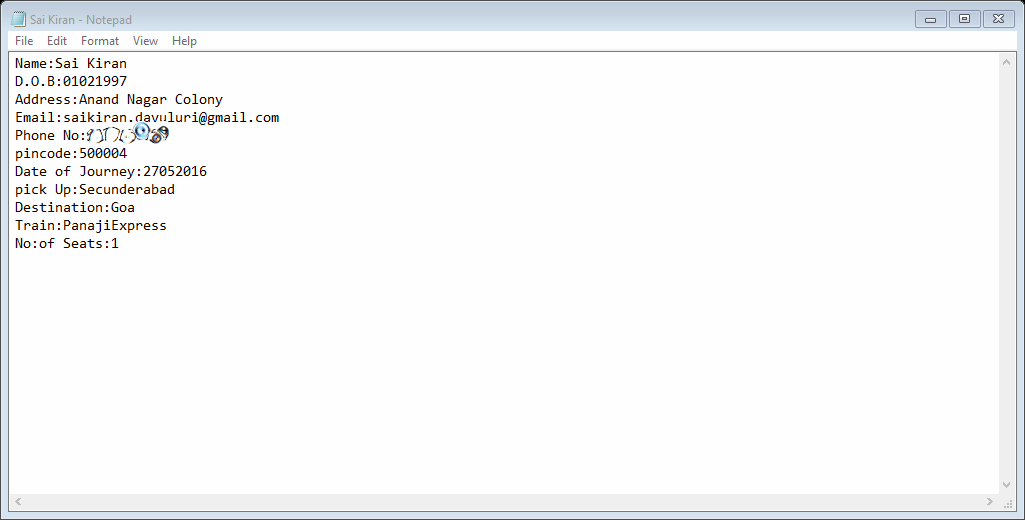 Sai Kiran - Notepad
File Edit Format View Help
Name:Sai Kiran
D.O.B:01021997
Address:Anand Nagar Colony
Email:saikiran.davuluri@gmail.com
Phone No:
pincode:500004
Date of Journey:27052016
pick Up:Secunderabad
Destination:Goa
Train:PanajiExpress
No:of Seats:1